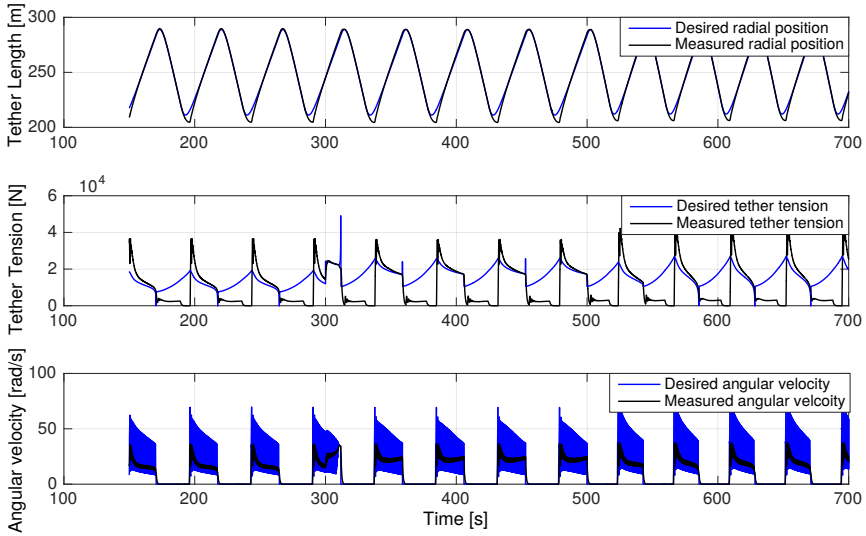 Tether Length [m]
300
250
200
Desired radial position
Measured radial position
100 200 300 400 500 600 700
Tether Tension [N]
10^4
6
4
2
0
Desired tether tension
Measured tether tension
100 200 300 400 500 600 700
Angular velocity [rad/s]
100
50
0
Desired angular velocity
Measured angular velcoity
100 200 300 400 500 600 700
Time [s]